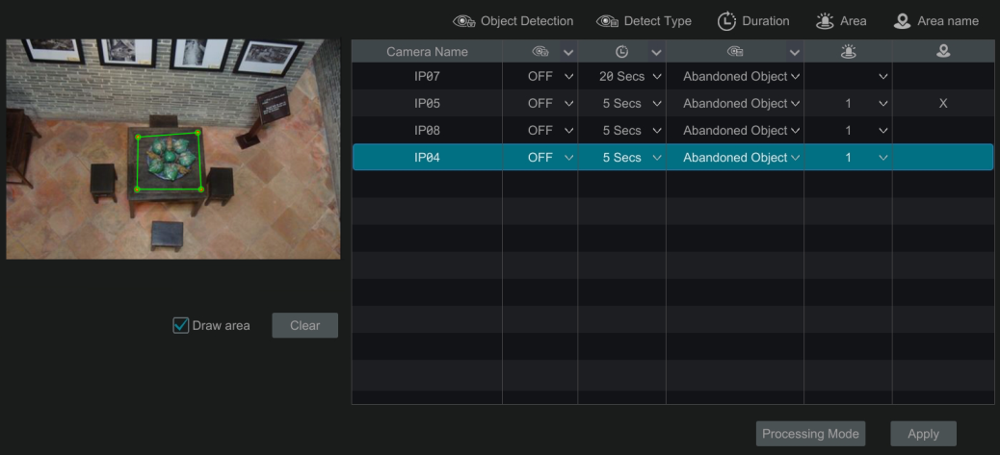 Object Detection Detect Type Duration Area Area name
Camera Name
IP07 OFF 20 Secs Abandoned Object
IP05 OFF 5 Secs Abandoned Object 1 X
IP08 OFF 5 Secs Abandoned Object 1
IP04 OFF 5 Secs Abandoned Object 1
Draw area Clear
Processing Mode Apply